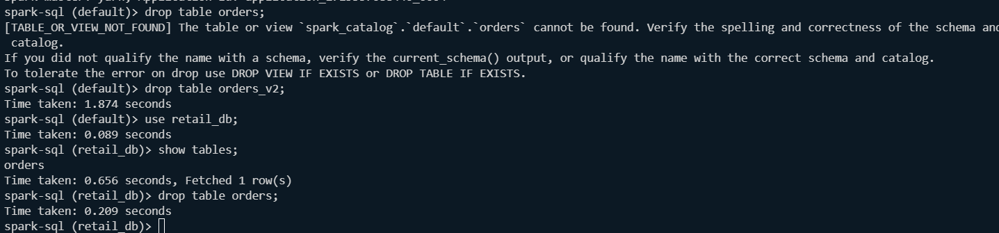 spark-sql (default)> drop table orders;
[TABLE_OR_VIEW_NOT_FOUND] The table or view `spark_catalog`.`default`.`orders` cannot be found. Verify the spelling and correctness of the schema and
catalog.
If you did not qualify the name with a schema, verify the current_schema() output, or qualify the name with the correct schema and catalog.
To tolerate the error on drop use DROP VIEW IF EXISTS or DROP TABLE IF EXISTS.
spark-sql (default)> drop table orders_v2;
Time taken: 1.874 seconds
spark-sql (default)> use retail_db;
Time taken: 0.089 seconds
spark-sql (retail_db)> show tables;
orders
Time taken: 0.656 seconds, Fetched 1 row(s)
spark-sql (retail_db)> drop table orders;
Time taken: 0.209 seconds
spark-sql (retail_db)>